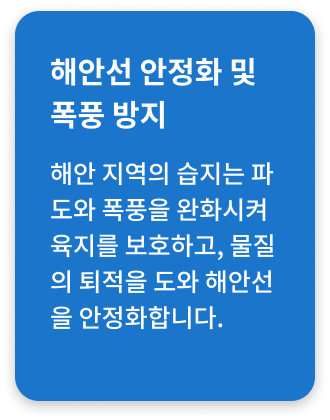 해안선 안정화 및
폭풍 방지
해안 지역의 습지는 파
도와 폭풍을 완화시켜
육지를 보호하고, 물질
의 퇴적을 도와 해안선
을 안정화합니다.